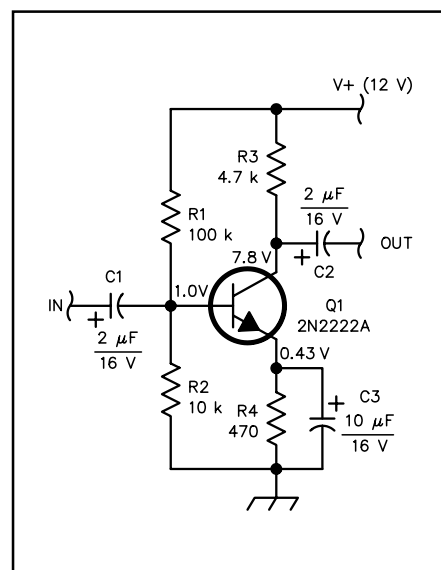 V+ (12 V)
R3
4.7 k
2 µF
16 V
R1
100 k
OUT
+
C2
7.8 V
C1
1.0V
IN
Q1
2N2222A
+
2 µF
16 V
0.43 V
R2
10 k
R4
470
+
C3
10 µF
16 V